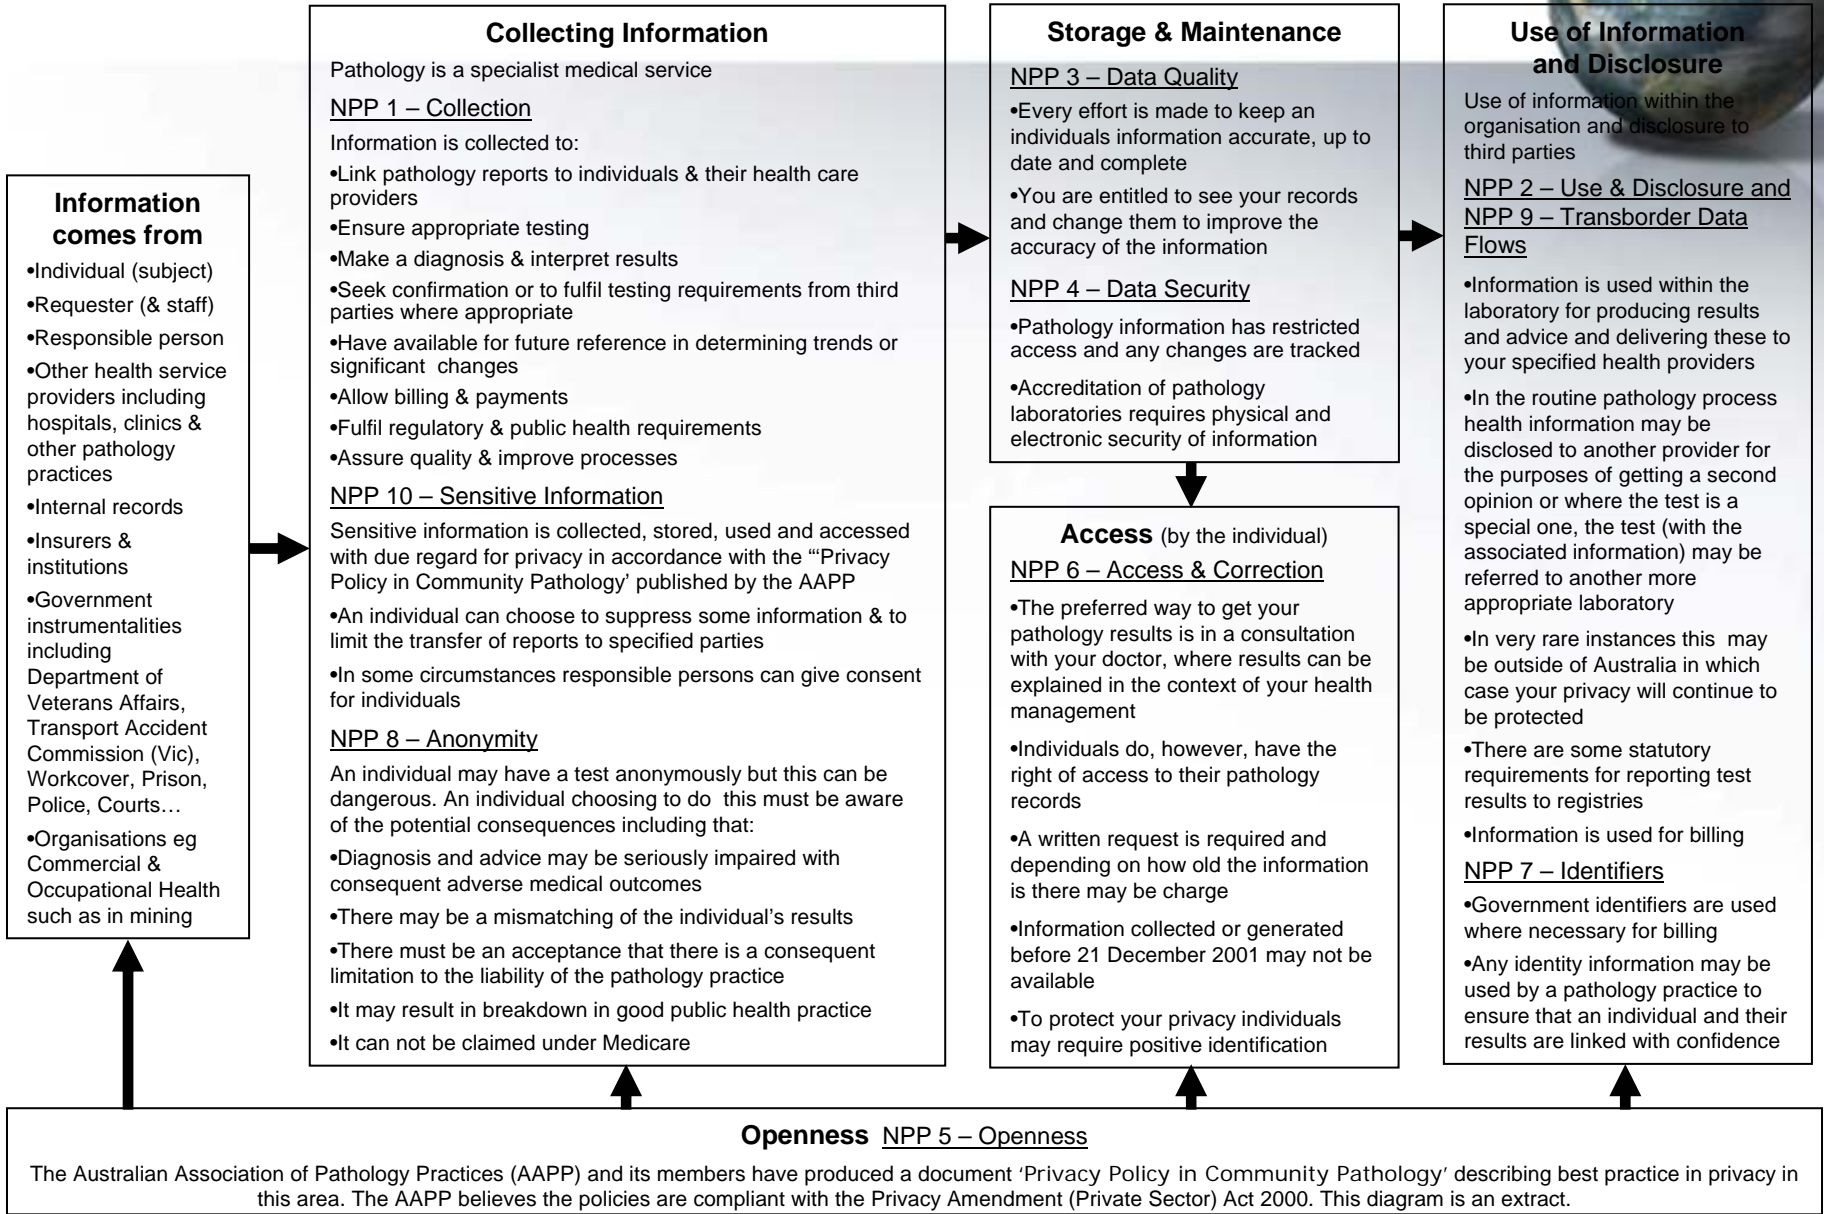 Information
comes from
•Individual (subject)
•Requester (& staff)
•Responsible person
•Other health service
providers including
hospitals, clinics &
other pathology
practices
•Internal records
•Insurers &
institutions
•Government
instrumentalities
including
Department of
Veterans Affairs,
Transport Accident
Commission (Vic),
Workcover, Prison,
Police, Courts…
•Organisations eg
Commercial &
Occupational Health
such as in mining
Collecting Information
Pathology is a specialist medical service
NPP 1 – Collection
Information is collected to:
•Link pathology reports to individuals & their health care
providers
•Ensure appropriate testing
•Make a diagnosis & interpret results
•Seek confirmation or to fulfil testing requirements from third
parties where appropriate
•Have available for future reference in determining trends or
significant changes
•Allow billing & payments
•Fulfil regulatory & public health requirements
•Assure quality & improve processes
NPP 10 – Sensitive Information
Sensitive information is collected, stored, used and accessed
with due regard for privacy in accordance with the “‘Privacy
Policy in Community Pathology’ published by the AAPP
•An individual can choose to suppress some information & to
limit the transfer of reports to specified parties
•In some circumstances responsible persons can give consent
for individuals
NPP 8 – Anonymity
An individual may have a test anonymously but this can be
dangerous. An individual choosing to do this must be aware
of the potential consequences including that:
•Diagnosis and advice may be seriously impaired with
consequent adverse medical outcomes
•There may be a mismatching of the individual’s results
•There must be an acceptance that there is a consequent
limitation to the liability of the pathology practice
•It may result in breakdown in good public health practice
•It can not be claimed under Medicare
Storage & Maintenance
NPP 3 – Data Quality
•Every effort is made to keep an
individuals information accurate, up to
date and complete
•You are entitled to see your records
and change them to improve the
accuracy of the information
NPP 4 – Data Security
•Pathology information has restricted
access and any changes are tracked
•Accreditation of pathology
laboratories requires physical and
electronic security of information
Access (by the individual)
NPP 6 – Access & Correction
•The preferred way to get your
pathology results is in a consultation
with your doctor, where results can be
explained in the context of your health
management
•Individuals do, however, have the
right of access to their pathology
records
•A written request is required and
depending on how old the information
is there may be charge
•Information collected or generated
before 21 December 2001 may not be
available
•To protect your privacy individuals
may require positive identification
Use of Information
and Disclosure
Use of information within the
organisation and disclosure to
third parties
NPP 2 – Use & Disclosure and
NPP 9 – Transborder Data
Flows
•Information is used within the
laboratory for producing results
and advice and delivering these to
your specified health providers
•In the routine pathology process
health information may be
disclosed to another provider for
the purposes of getting a second
opinion or where the test is a
special one, the test (with the
associated information) may be
referred to another more
appropriate laboratory
•In very rare instances this may
be outside of Australia in which
case your privacy will continue to
be protected
•There are some statutory
requirements for reporting test
results to registries
•Information is used for billing
NPP 7 – Identifiers
•Government identifiers are used
where necessary for billing
•Any identity information may be
used by a pathology practice to
ensure that an individual and their
results are linked with confidence
Openness NPP 5 – Openness
The Australian Association of Pathology Practices (AAPP) and its members have produced a document ‘Privacy Policy in Community Pathology’ describing best practice in privacy in
this area. The AAPP believes the policies are compliant with the Privacy Amendment (Private Sector) Act 2000. This diagram is an extract.